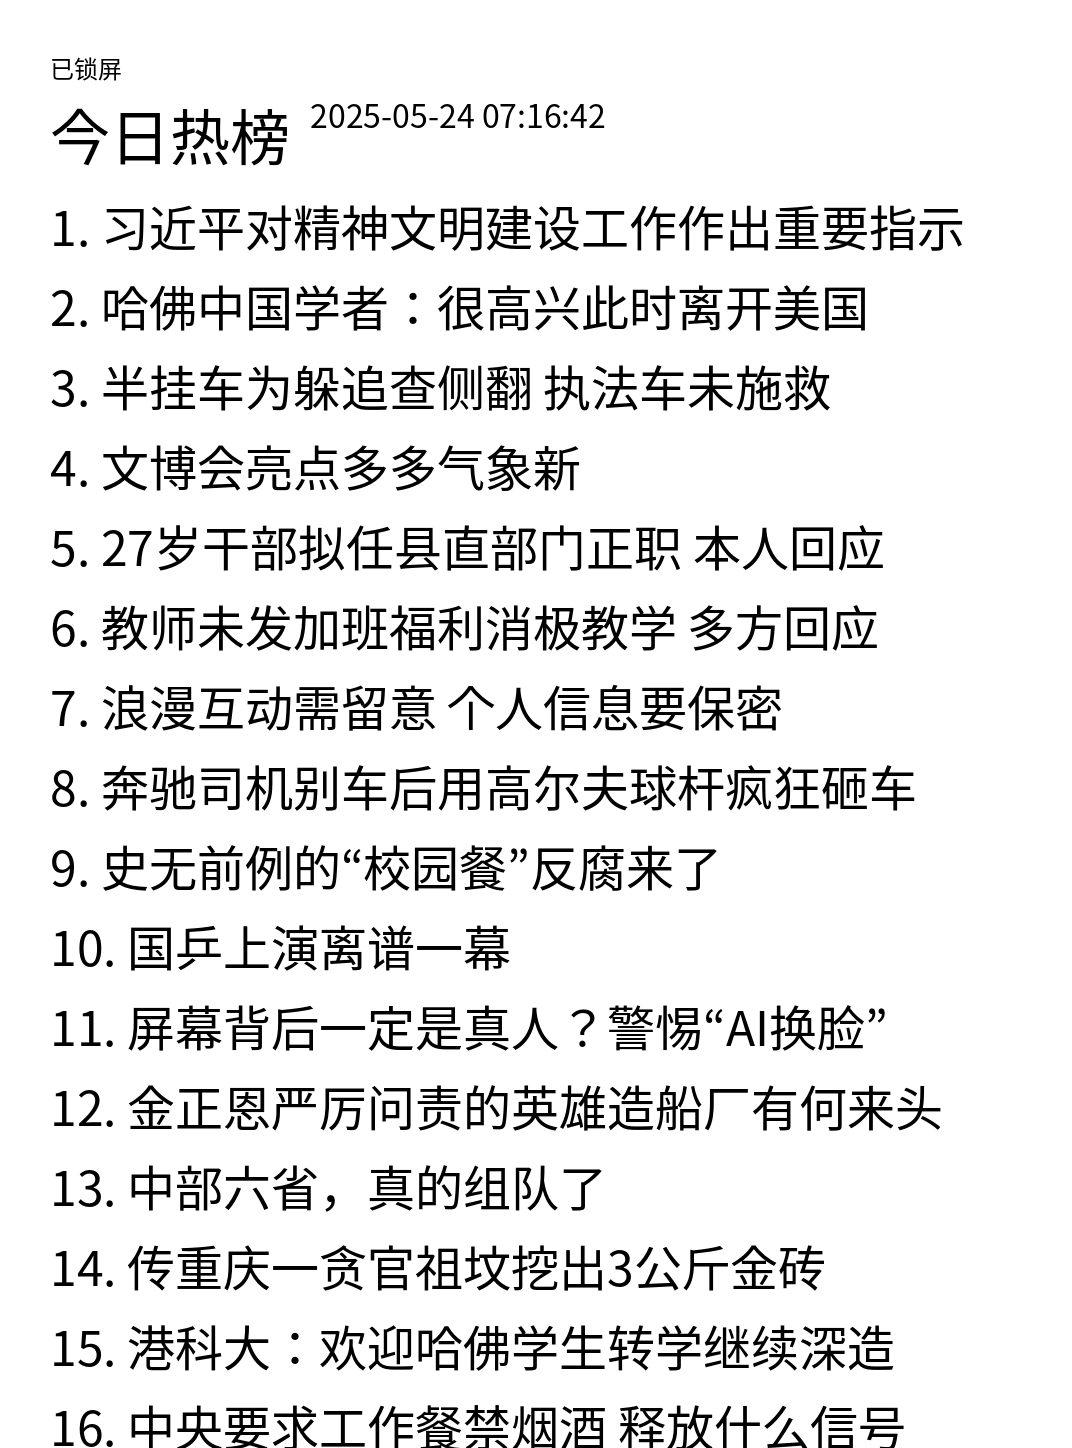 已锁屏
今日热榜 2025-05-24 07:16:42
1. 习近平对精神文明建设工作作出重要指示
2. 哈佛中国学者：很高兴此时离开美国
3. 半挂车为躲追查侧翻 执法车未施救
4. 文博会亮点多多气象新
5. 27岁干部拟任县直部门正职 本人回应
6. 教师未发加班福利消极教学 多方回应
7. 浪漫互动需留意 个人信息要保密
8. 奔驰司机别车后用高尔夫球杆疯狂砸车
9. 史无前例的“校园餐”反腐来了
10. 国乒上演离谱一幕
11. 屏幕背后一定是真人？警惕“AI换脸”
12. 金正恩严厉问责的英雄造船厂有何来头
13. 中部六省，真的组队了
14. 传重庆一贪官祖坟挖出3公斤金砖
15. 港科大：欢迎哈佛学生转学继续深造
16. 中央要求工作餐禁烟酒 释放什么信号